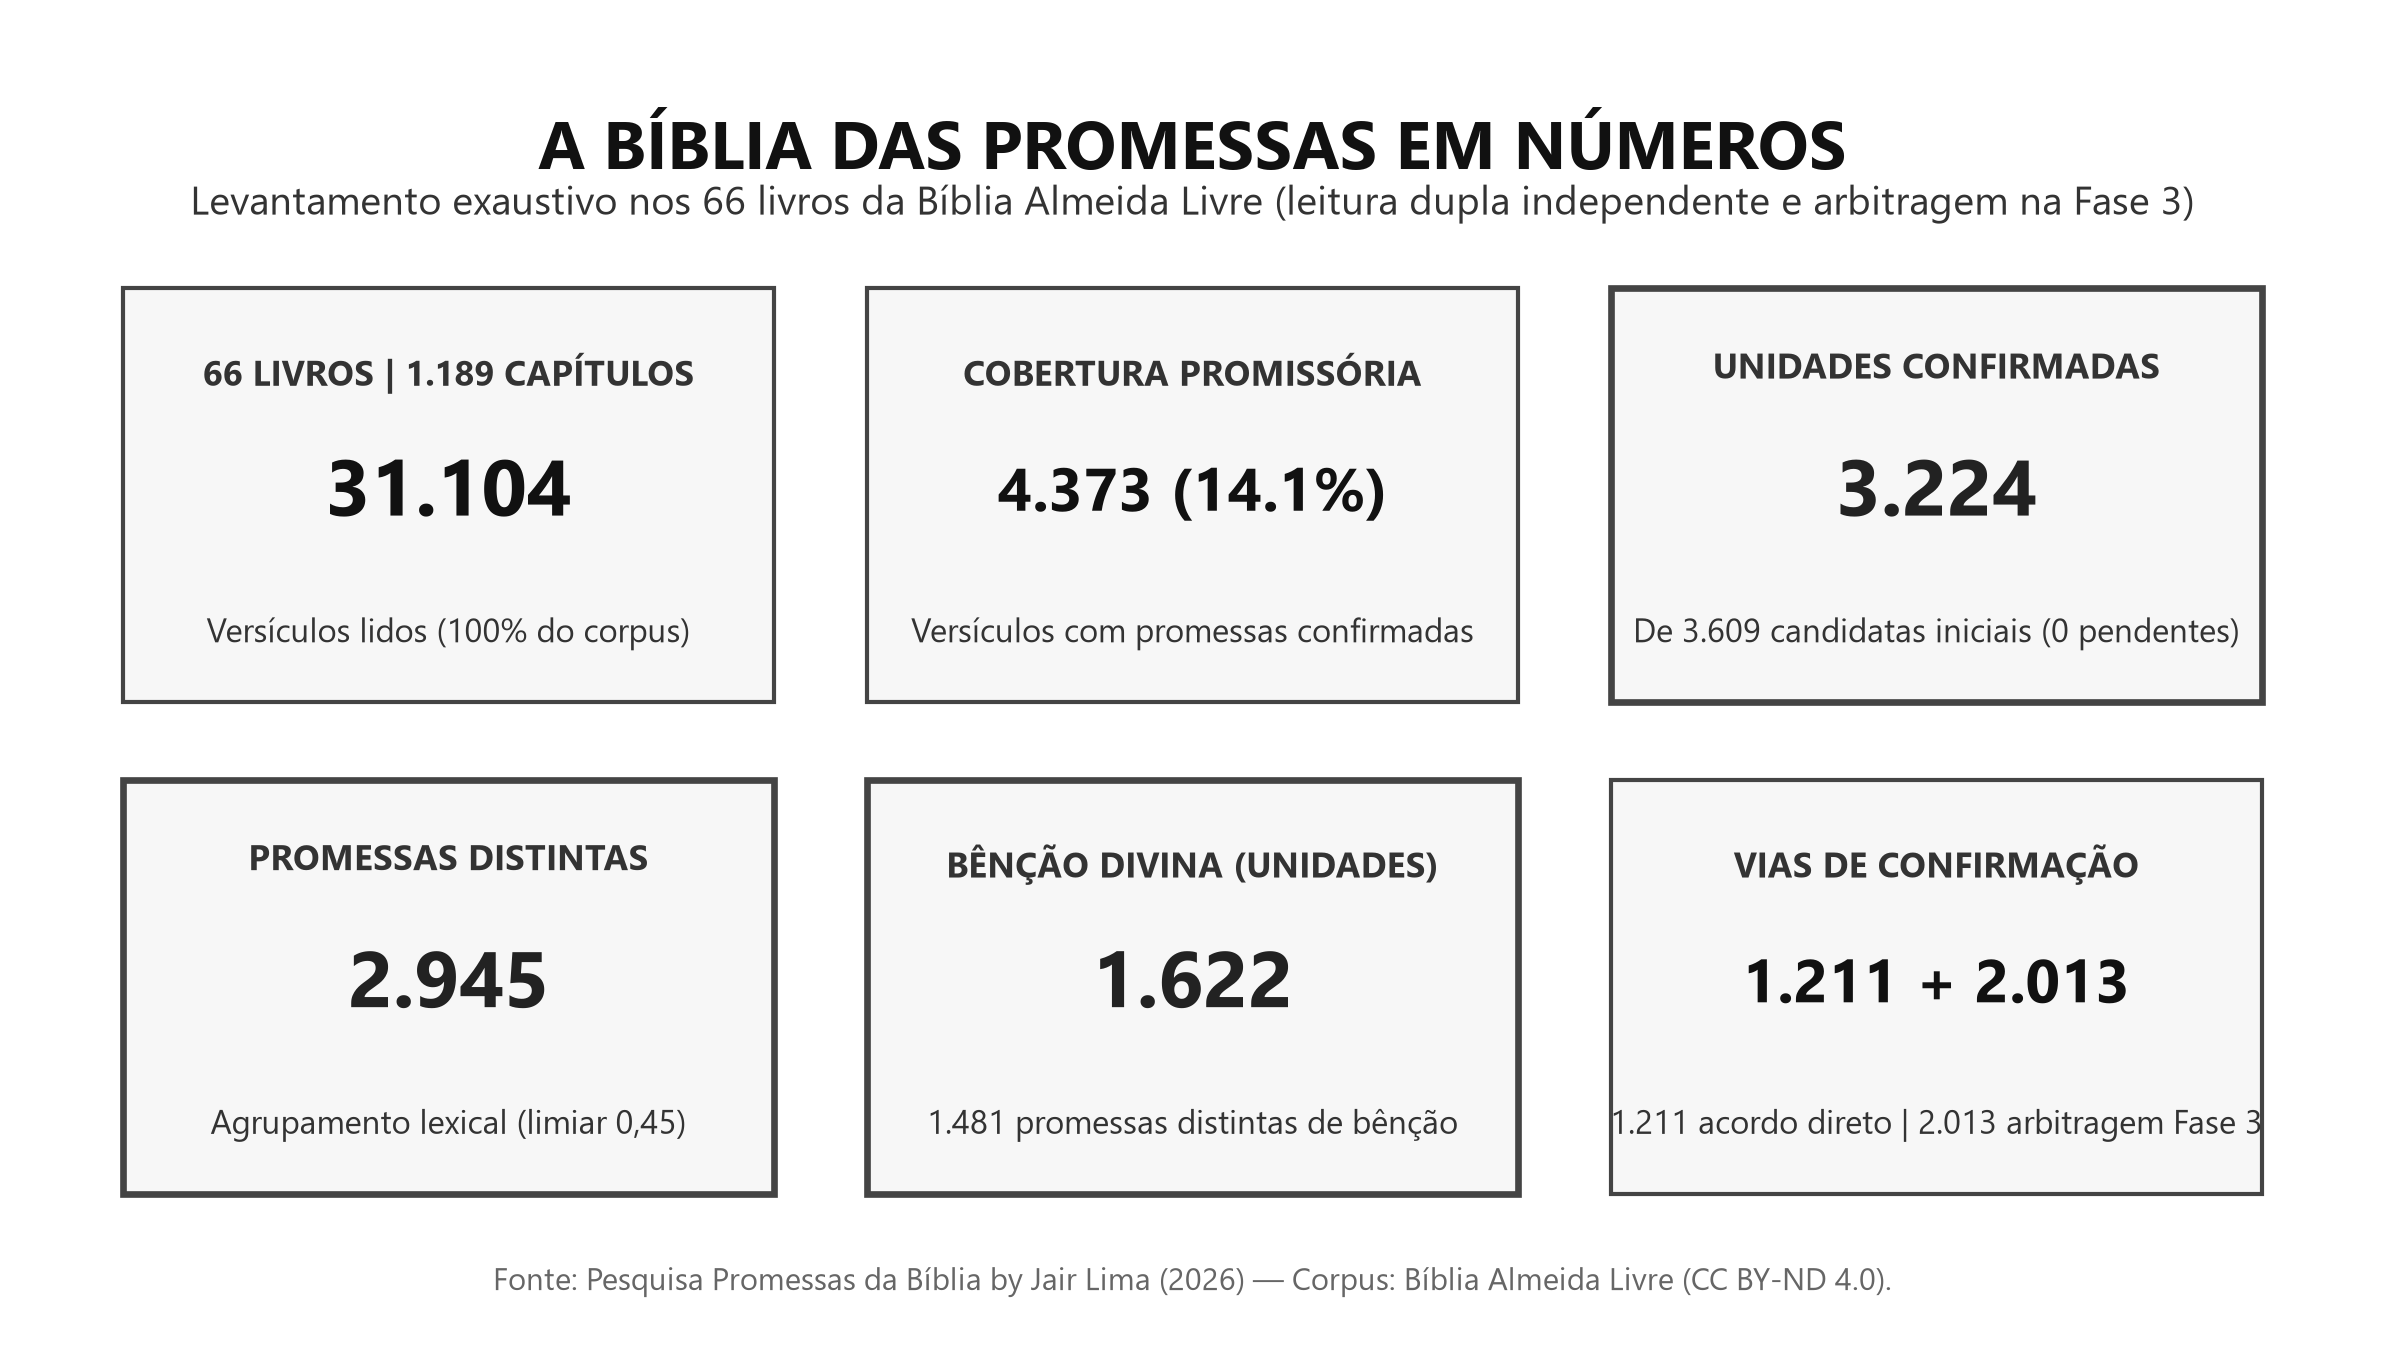 A BÍBLIA DAS PROMESSAS EM NÚMEROS
Levantamento exaustivo nos 66 livros da Bíblia Almeida Livre (leitura dupla independente e arbitragem na Fase 3)
66 LIVROS | 1.189 CAPÍTULOS
31.104
Versículos lidos (100% do corpus)
COBERTURA PROMISSÓRIA
4.373 (14.1%)
Versículos com promessas confirmadas
UNIDADES CONFIRMADAS
3.224
De 3.609 candidatas iniciais (0 pendentes)
PROMESSAS DISTINTAS
2.945
Agrupamento lexical (limiar 0,45)
BÊNÇÃO DIVINA (UNIDADES)
1.622
1.481 promessas distintas de bênção
VIAS DE CONFIRMAÇÃO
1.211 + 2.013
1.211 acordo direto | 2.013 arbitragem Fase 3
Fonte: Pesquisa Promessas da Bíblia by Jair Lima (2026) — Corpus: Bíblia Almeida Livre (CC BY-ND 4.0).